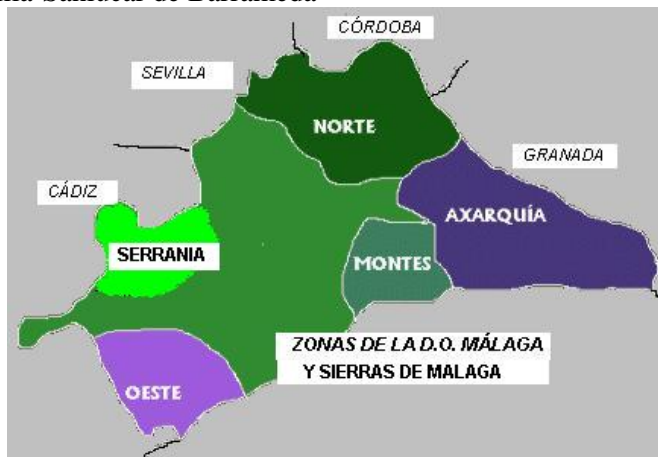 CÓRDOBA
SEVILLA
NORTE
GRANADA
CÁDIZ
AXARQUÍA
SERRANIA
MONTES
ZONAS DE LA D.O. MÁLAGA
Y SIERRAS DE MALAGA
OESTE